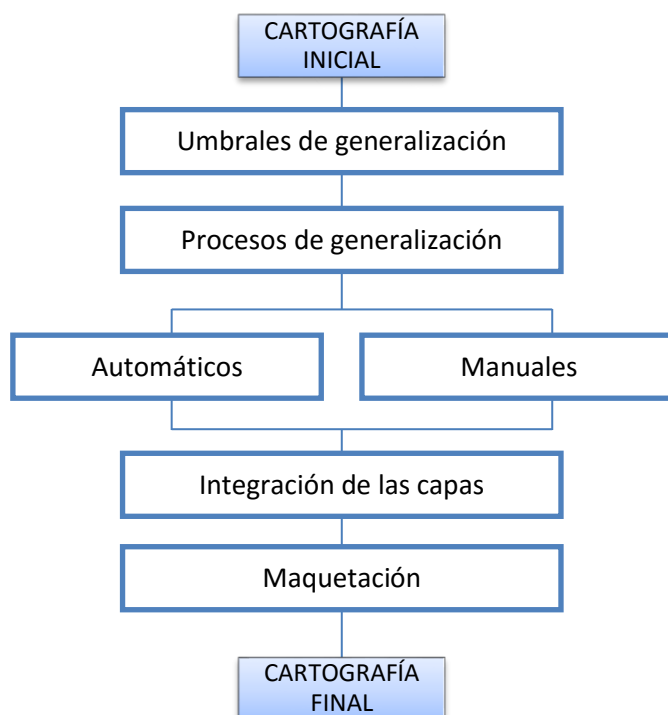 CARTOGRAFÍA
INICIAL
Umbrales de generalización
Procesos de generalización
Automáticos
Manuales
Integración de las capas
Maquetación
CARTOGRAFÍA
FINAL